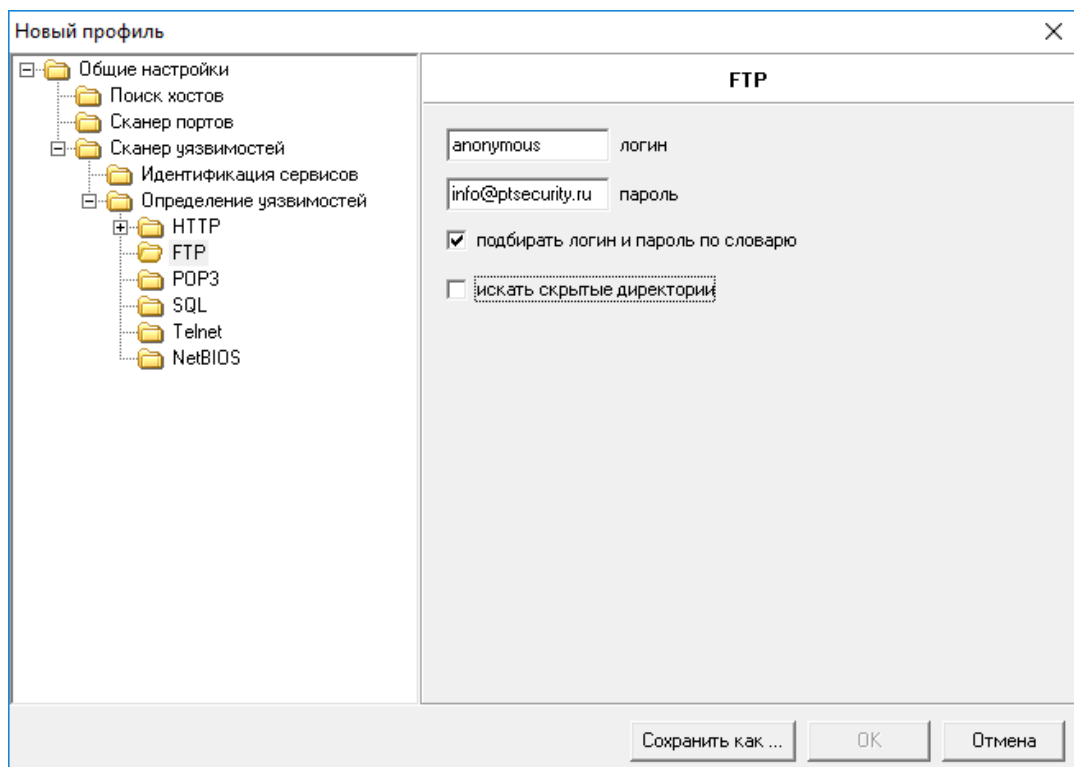 Новый профиль
Общие настройки
Поиск хостов
Сканер портов
Сканер уязвимостей
Идентификация сервисов
Определение уязвимостей
HTTP
FTP
POP3
SQL
Telnet
NetBIOS
FTP
anonymous логин
info@ptsecurity.ru пароль
подбирать логин и пароль по словарю
искать скрытые директории
Сохранить как ... OK Отмена